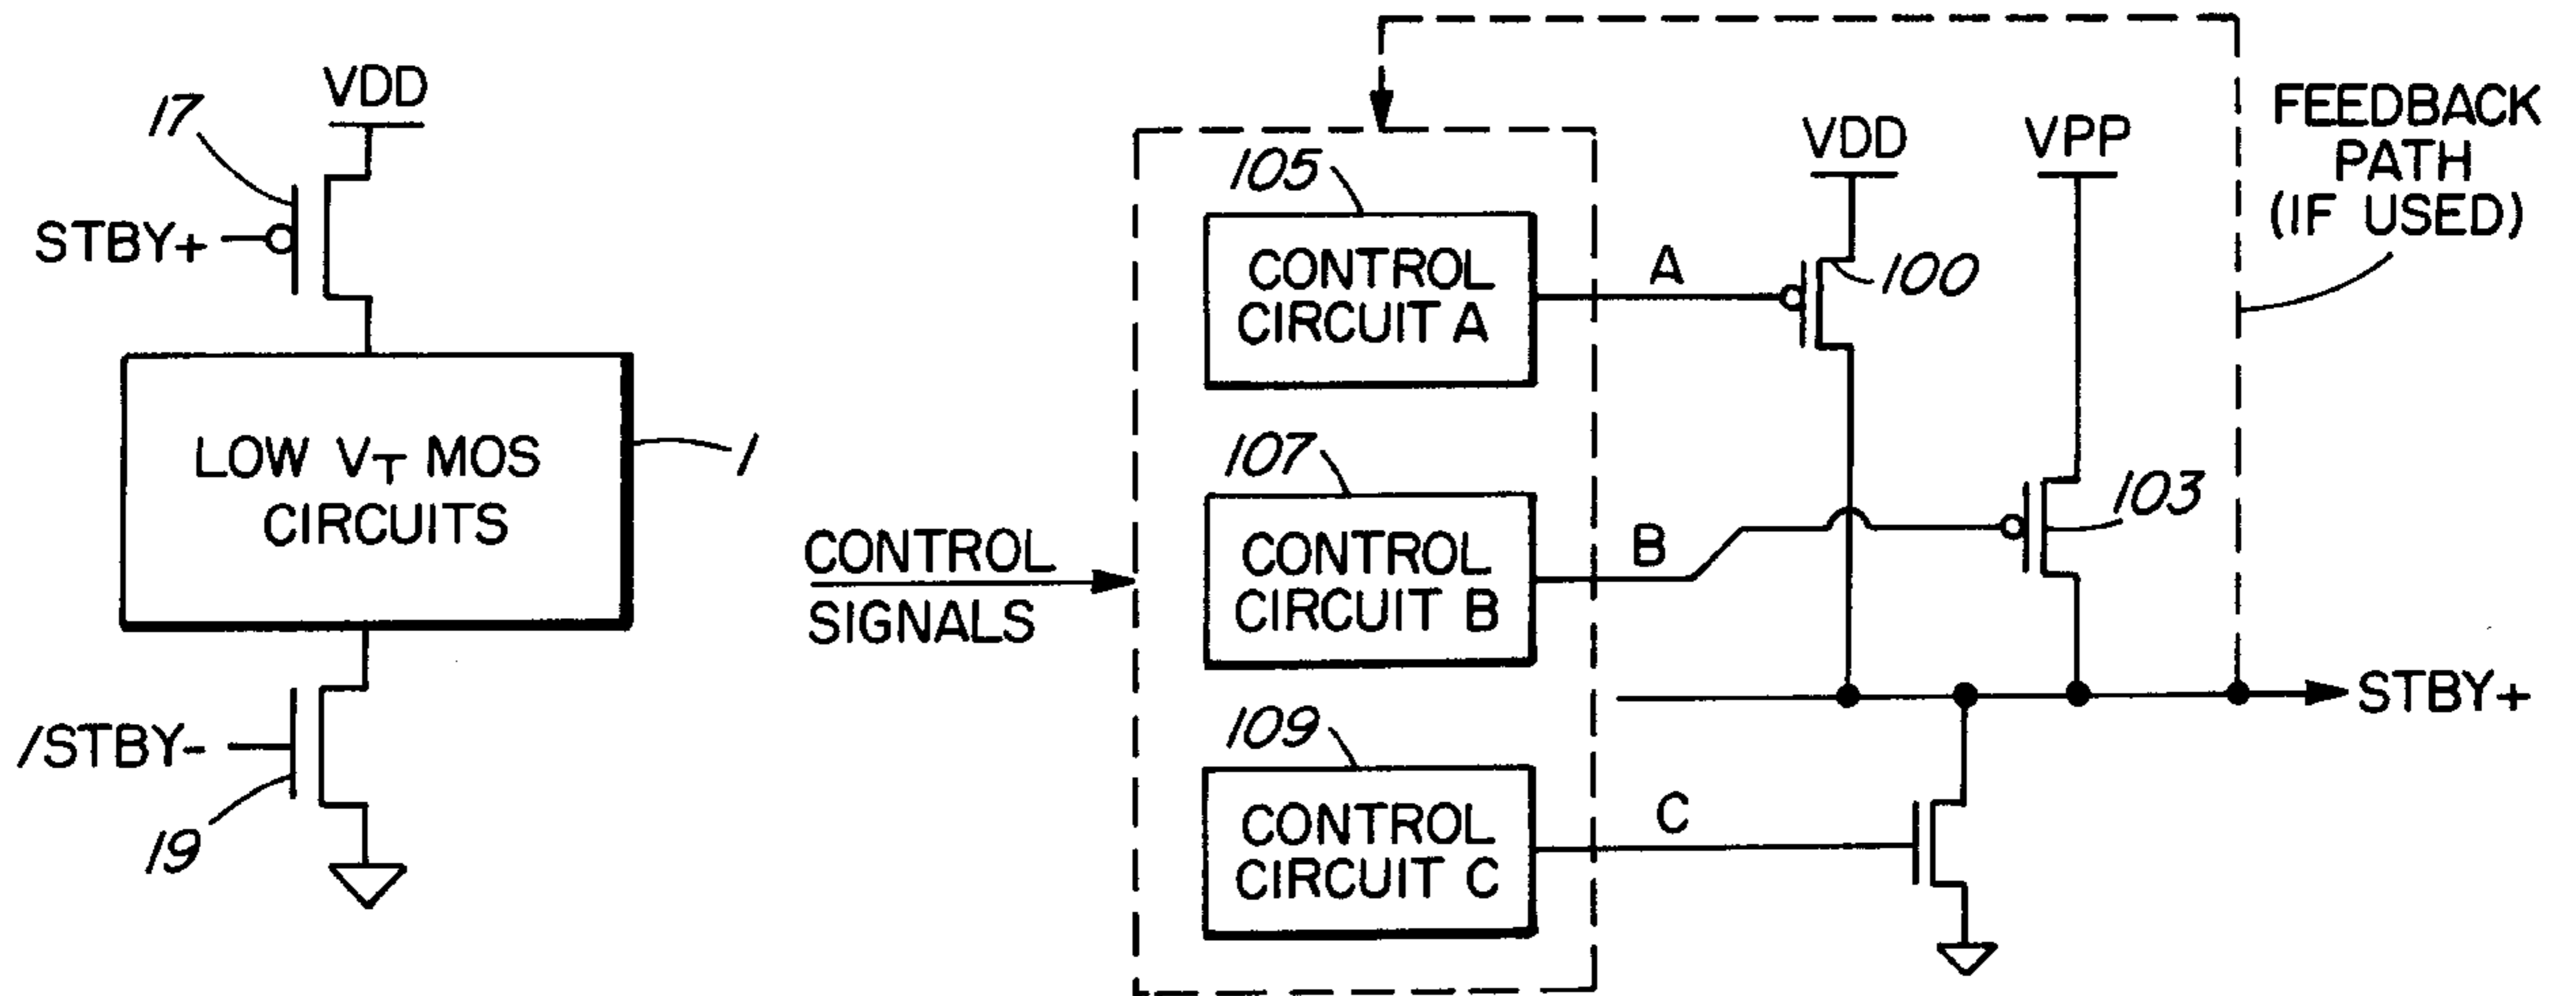 17
VDD
STBY+
LOW VT MOS
CIRCUITS
1
/STBY-
19
CONTROL
SIGNALS
105
CONTROL
CIRCUIT A
107
CONTROL
CIRCUIT B
109
CONTROL
CIRCUIT C
A
B
C
VDD
100
VPP
103
FEEDBACK
PATH
(IF USED)
STBY+